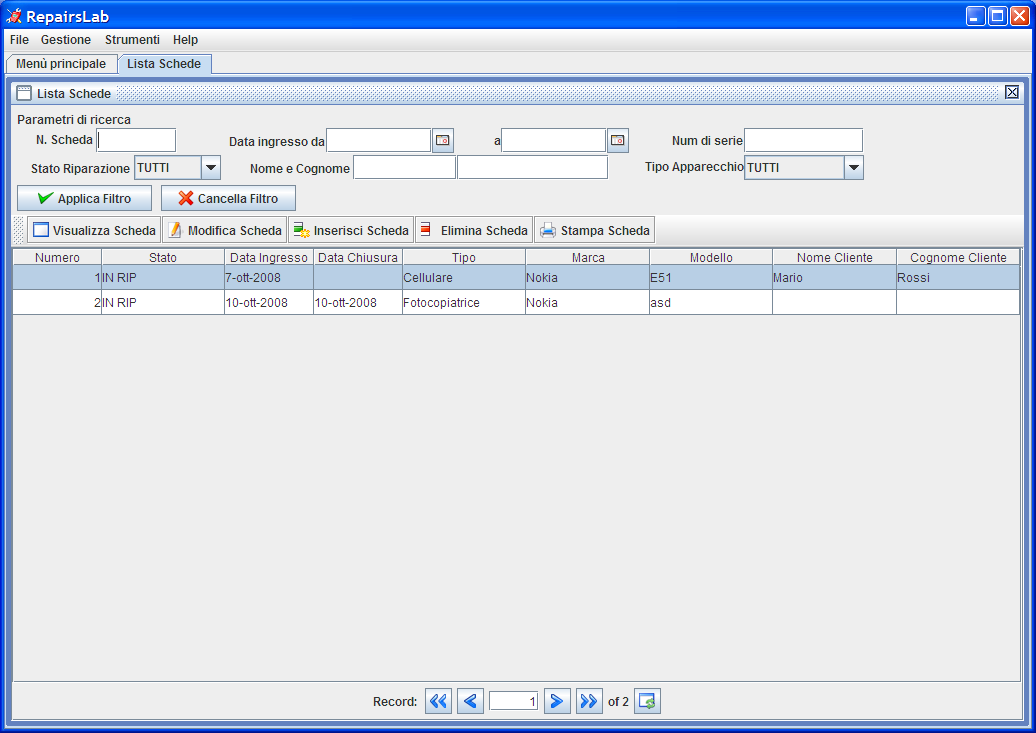 RepairsLab
File Gestione Strumenti Help
Menù principale Lista Schede
Lista Schede
Parametri di ricerca
N. Scheda Data ingresso da a Num di serie
Stato Riparazione TUTTI Nome e Cognome Tipo Apparecchio TUTTI
Applica Filtro Cancella Filtro
Visualizza Scheda Modifica Scheda Inserisci Scheda Elimina Scheda Stampa Scheda
Numero Stato Data Ingresso Data Chiusura Tipo Marca Modello Nome Cliente Cognome Cliente
1 IN RIP 7-ott-2008 Cellulare Nokia E51 Mario Rossi
2 IN RIP 10-ott-2008 10-ott-2008 Fotocopiatrice Nokia asd
Record: 1 of 2